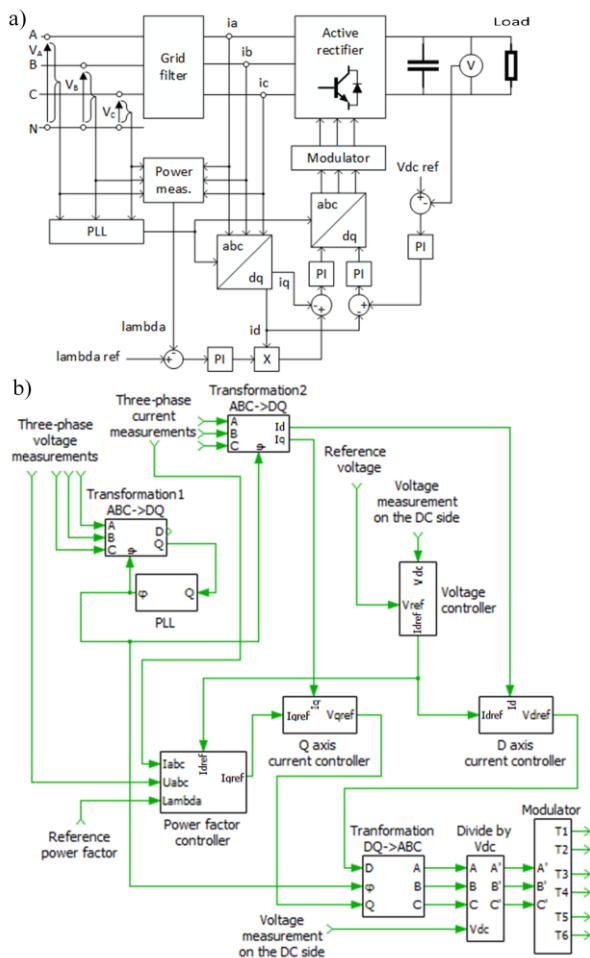 a)
A
VA
B
VB
C
VC
N
Grid
filter
ia
ib
ic
Active
rectifier
Load
V
Modulator
Vdc ref
Power
meas.
PLL
abc
dq
abc
dq
+
-
PI
PI
PI
iq
id
-
+
+
-
lambda
lambda ref
+
-
PI
X
b)
Three-phase
current
measurements
Transformation2
ABC->DQ
A
B
C
φ
Id
Iq
Three-phase
voltage
measurements
Transformation1
ABC->DQ
A
B
C
φ
D
Q
φ
Q
PLL
Reference
voltage
Voltage
measurement
on the DC side
Vdc
Vref
Idref
Voltage
controller
Iq
Iqref
Vqref
Q axis
current controller
Id
Idref
Vdref
D axis
current controller
Idref
Iabc
Uabc
Lambda
Iqref
Power factor
controller
Reference
power factor
Tranformation
DQ->ABC
D
φ
Q
A
B
C
Divide by
Vdc
A
B
C
Vdc
A'
B'
C'
Modulator
A'
B'
C'
T1
T2
T3
T4
T5
T6
Voltage
measurement
on the DC side